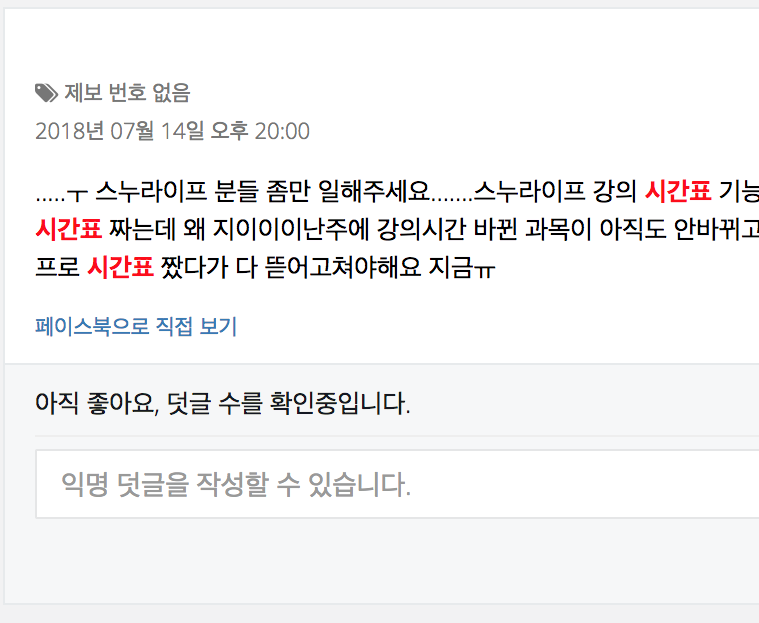 제보 번호 없음
2018년 07월 14일 오후 20:00
.....ㅜ 스누라이프 분들 좀만 일해주세요.......스누라이프 강의 시간표 기능
시간표 짜는데 왜 지이이이난주에 강의시간 바뀐 과목이 아직도 안바뀌고
프로 시간표 짰다가 다 뜯어고쳐야해요 지금ㅠ
페이스북으로 직접 보기
아직 좋아요, 덧글 수를 확인중입니다.
익명 덧글을 작성할 수 있습니다.